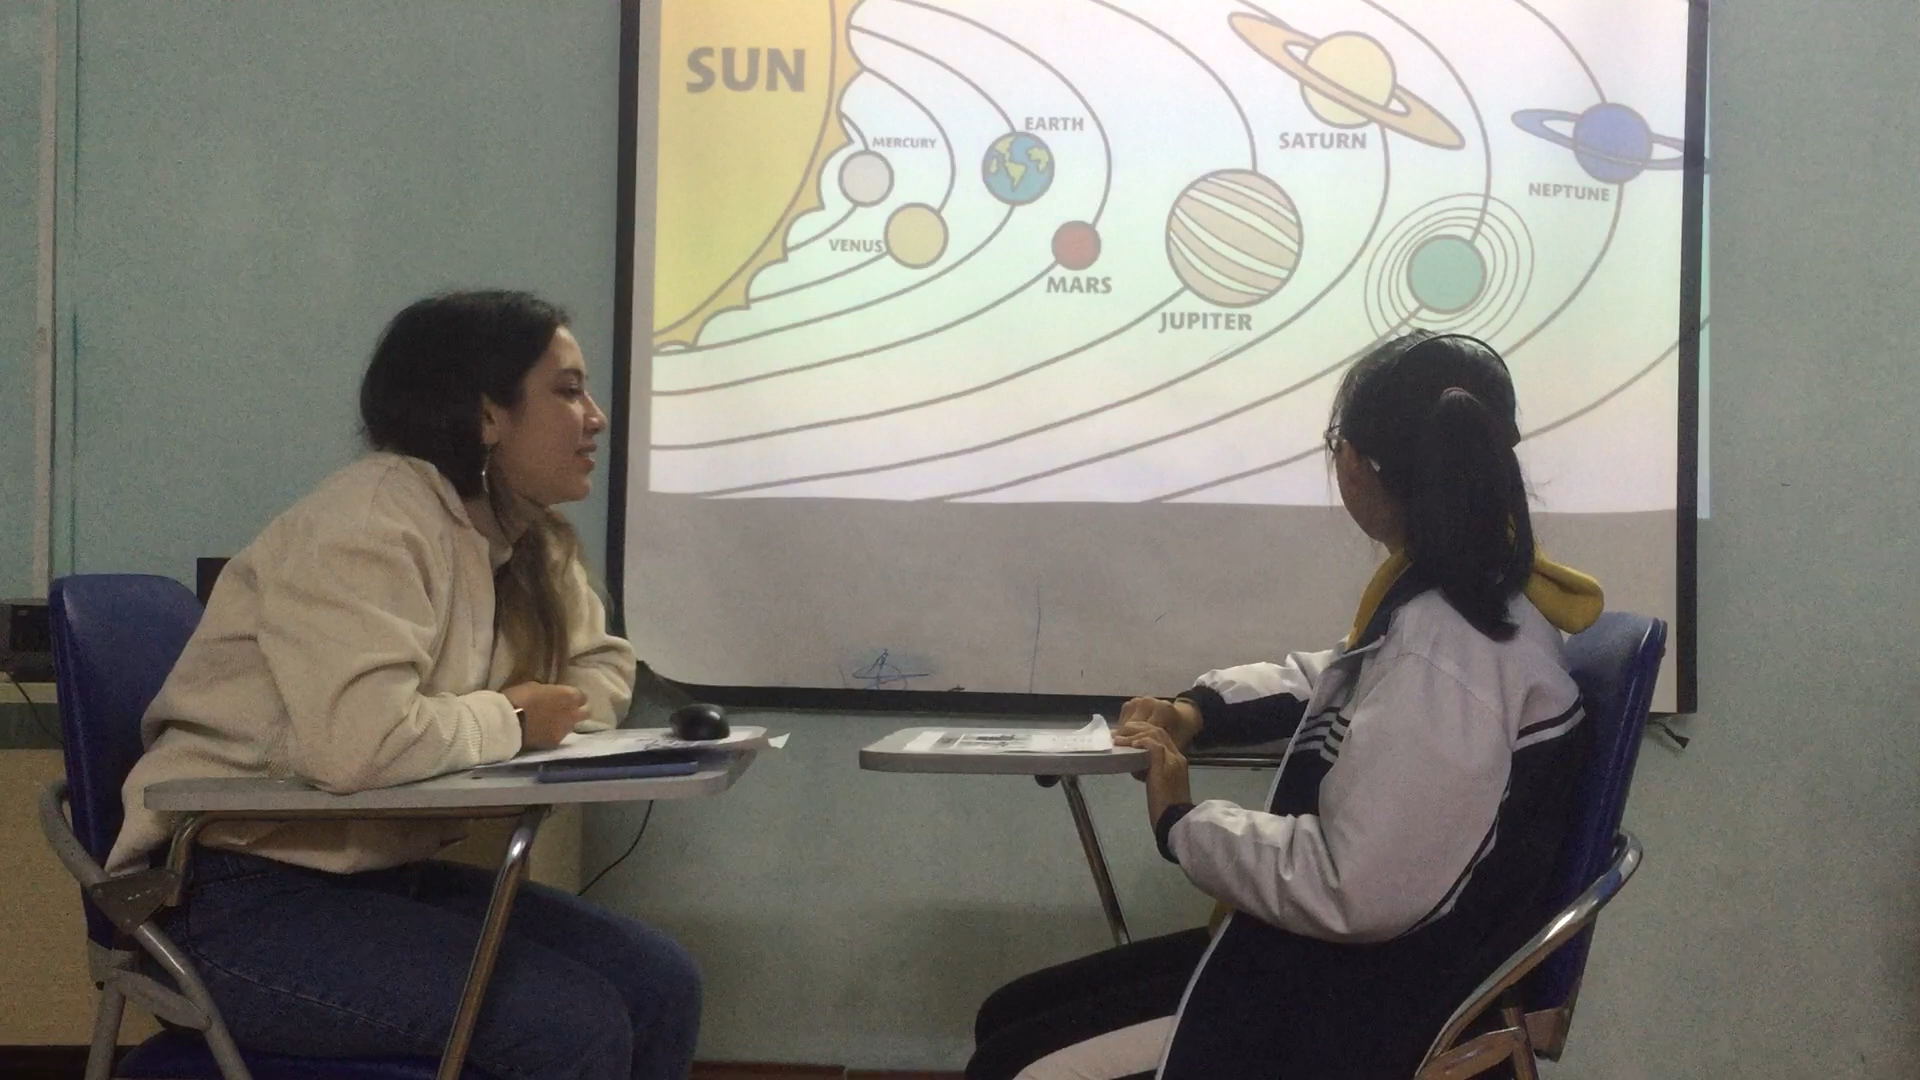 SUN
MERCURY
VENUS
EARTH
MARS
JUPITER
SATURN
NEPTUNE